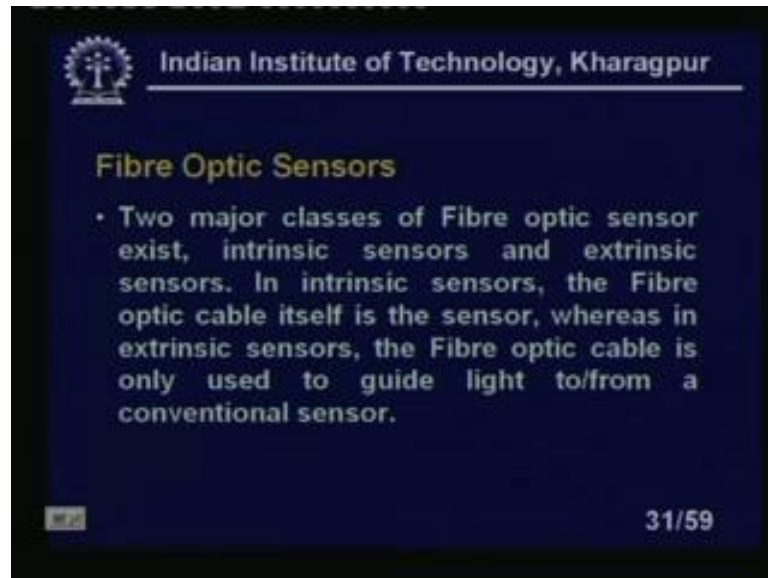 Indian Institute of Technology, Kharagpur
Fibre Optic Sensors
• Two major classes of Fibre optic sensor
exist, intrinsic sensors and extrinsic
sensors. In intrinsic sensors, the Fibre
optic cable itself is the sensor, whereas in
extrinsic sensors, the Fibre optic cable is
only used to guide light to/from a
conventional sensor.
31/59